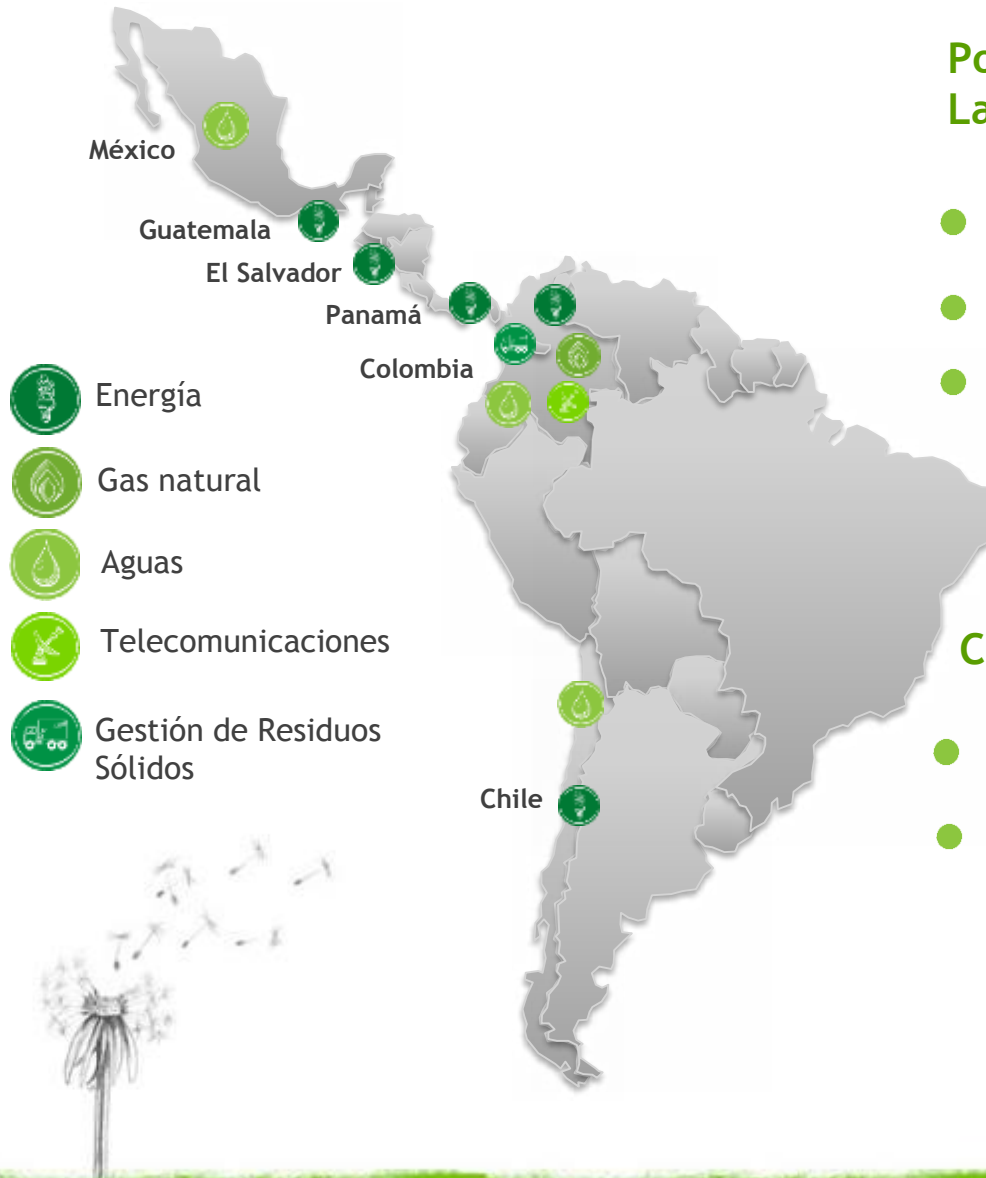 Po
La
México
Guatemala
El Salvador
Panamá
Colombia
Energía
Gas natural
Aguas
Telecomunicaciones
Gestión de Residuos
Sólidos
C
Chile